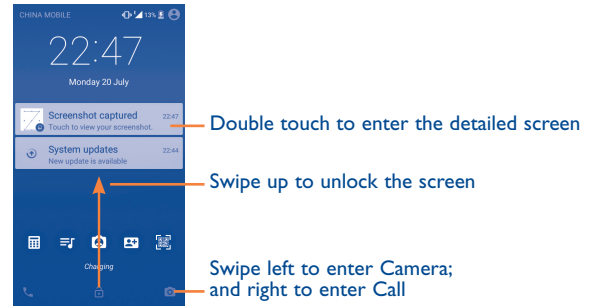 CHINA MOBILE
13%
22:47
Monday 20 July
Screenshot captured 22:47
Touch to view your screenshot.
Double touch to enter the detailed screen
System updates 22:44
New update is available
Swipe up to unlock the screen
Charging
Swipe left to enter Camera;
and right to enter Call